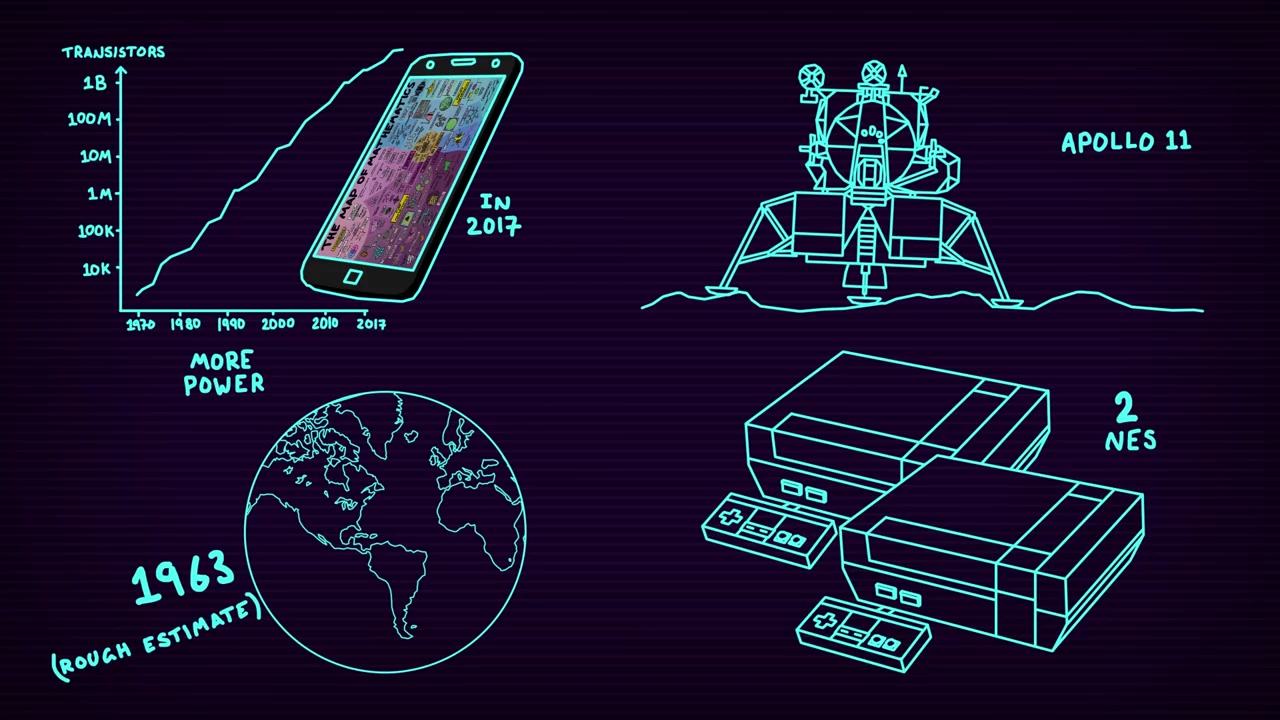 TRANSISTORS
1B
100M
10M
1M
100K
10K
1970 1980 1990 2000 2010 2017
THE MAP OF MATHEMATICS
IN
2017
MORE
POWER
APOLLO 11
1963
(ROUGH ESTIMATE)
2
NES